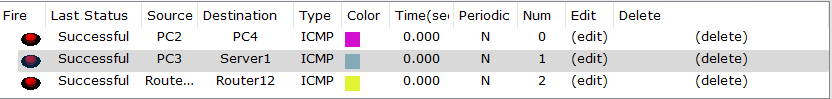 Fire Last Status Source Destination Type Color Time(sec Periodic Num Edit Delete
Successful PC2 PC4 ICMP 0.000 N 0 (edit) (delete)
Successful PC3 Server1 ICMP 0.000 N 1 (edit) (delete)
Successful Route... Router12 ICMP 0.000 N 2 (edit) (delete)